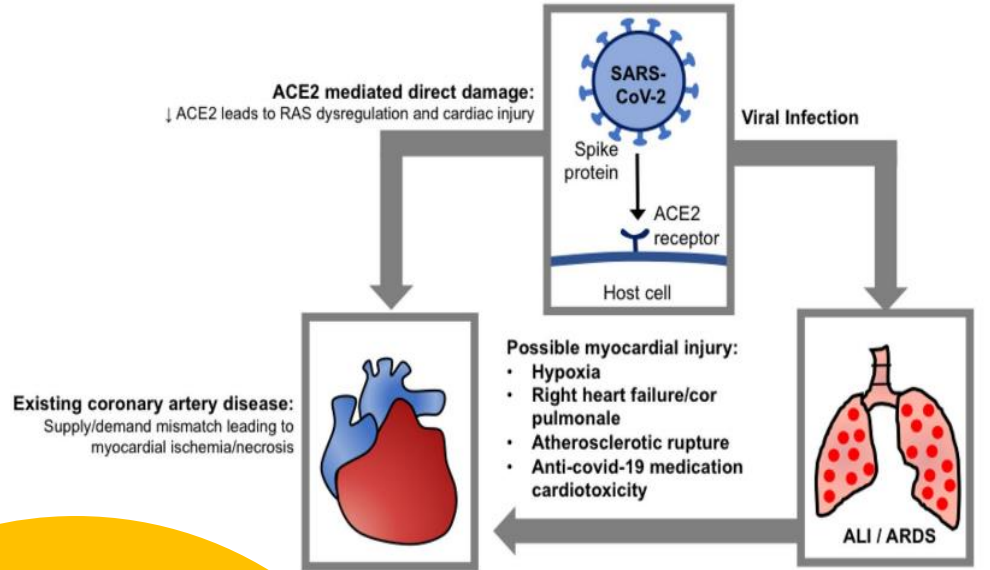 SARS-
CoV-2
Spike
protein
ACE2
receptor
Host cell
ACE2 mediated direct damage:
↓ ACE2 leads to RAS dysregulation and cardiac injury
Viral Infection
Existing coronary artery disease:
Supply/demand mismatch leading to
myocardial ischemia/necrosis
Possible myocardial injury:
• Hypoxia
• Right heart failure/cor
pulmonale
• Atherosclerotic rupture
• Anti-covid-19 medication
cardiotoxicity
ALI / ARDS